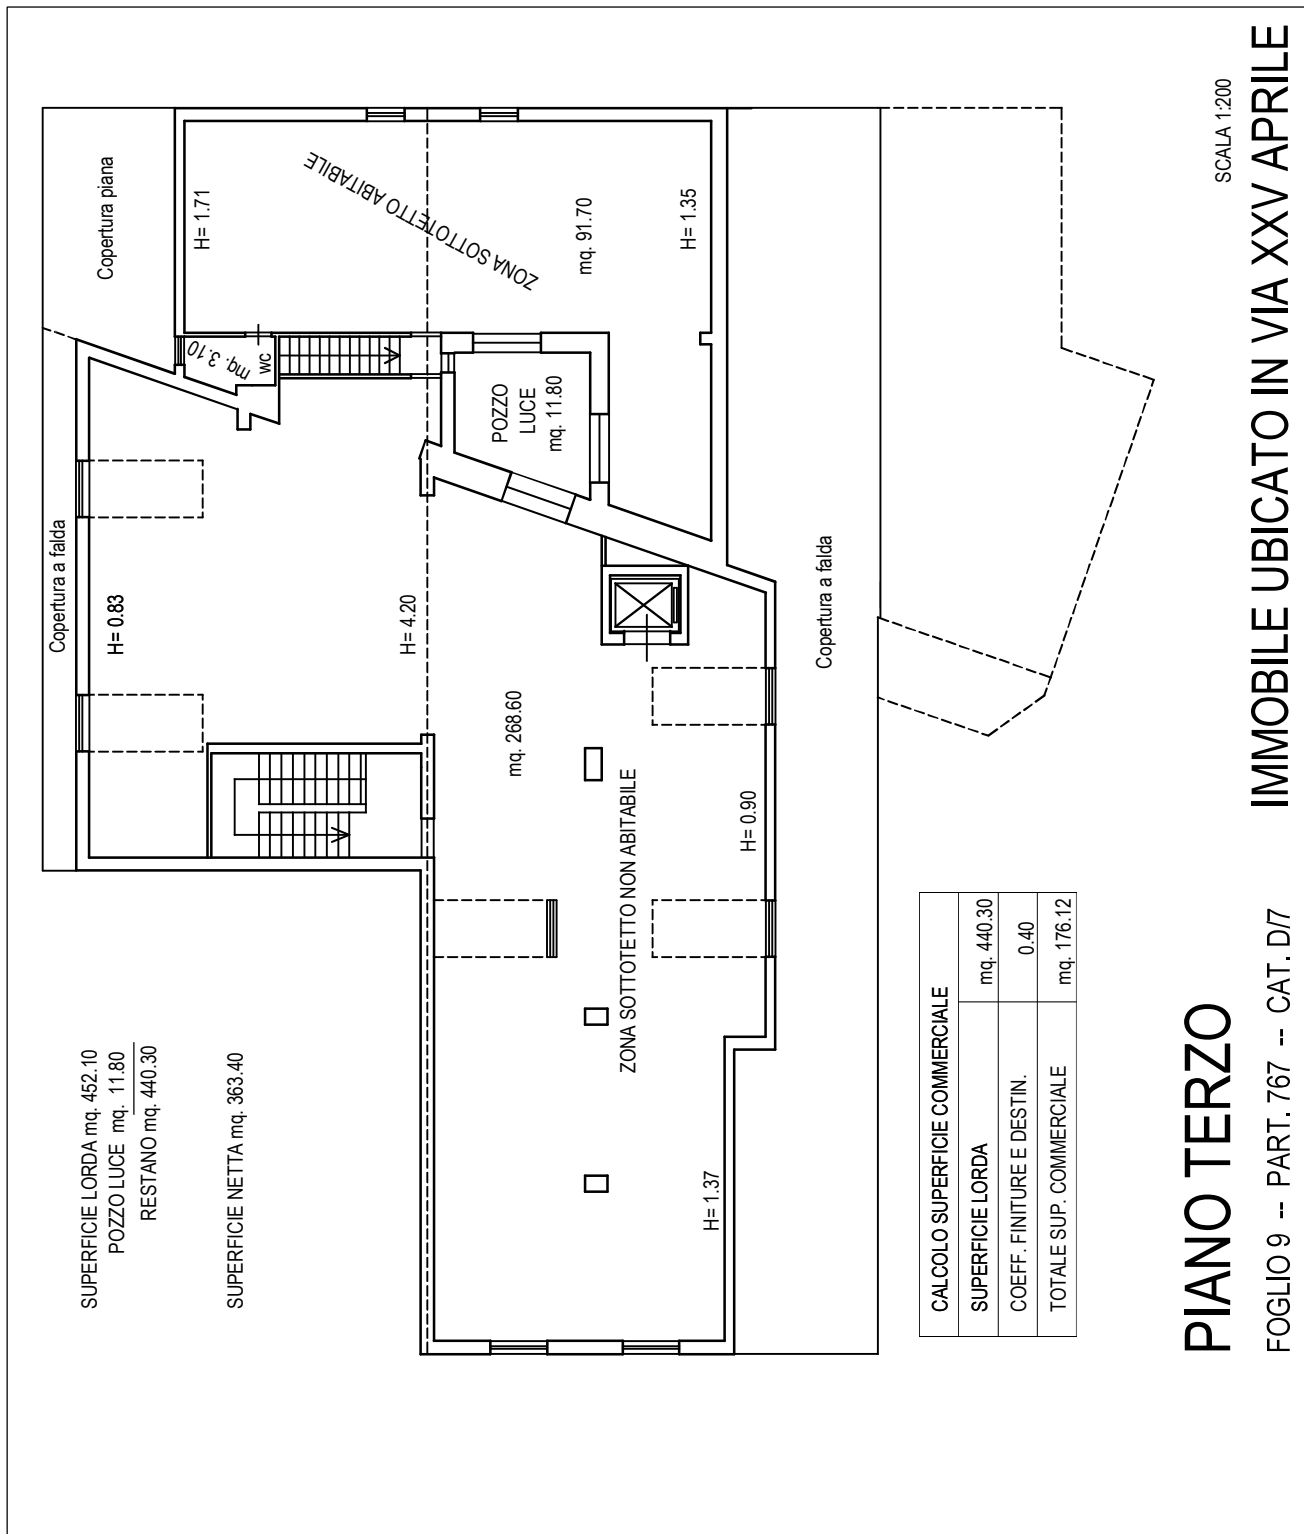 SUPERFICIE LORDA mq. 452.10
POZZO LUCE mq. 11.80
RESTANO mq. 440.30
SUPERFICIE NETTA mq. 363.40
Copertura a falda
Copertura piana
H= 0.83
H= 1.71
ZONA SOTTOTETTO ABITABILE
mq. 3.10
WC
H= 4.20
POZZO
LUCE
mq. 11.80
mq. 91.70
mq. 268.60
H= 1.35
ZONA SOTTOTETTO NON ABITABILE
H= 1.37
H= 0.90
Copertura a falda
CALCOLO SUPERFICIE COMMERCIALE
SUPERFICIE LORDA mq. 440.30
COEFF. FINITURE E DESTIN. 0.40
TOTALE SUP. COMMERCIALE mq. 176.12
SCALA 1:200
PIANO TERZO
FOGLIO 9 -- PART. 767 -- CAT. D/7
IMMOBILE UBICATO IN VIA XXV APRILE